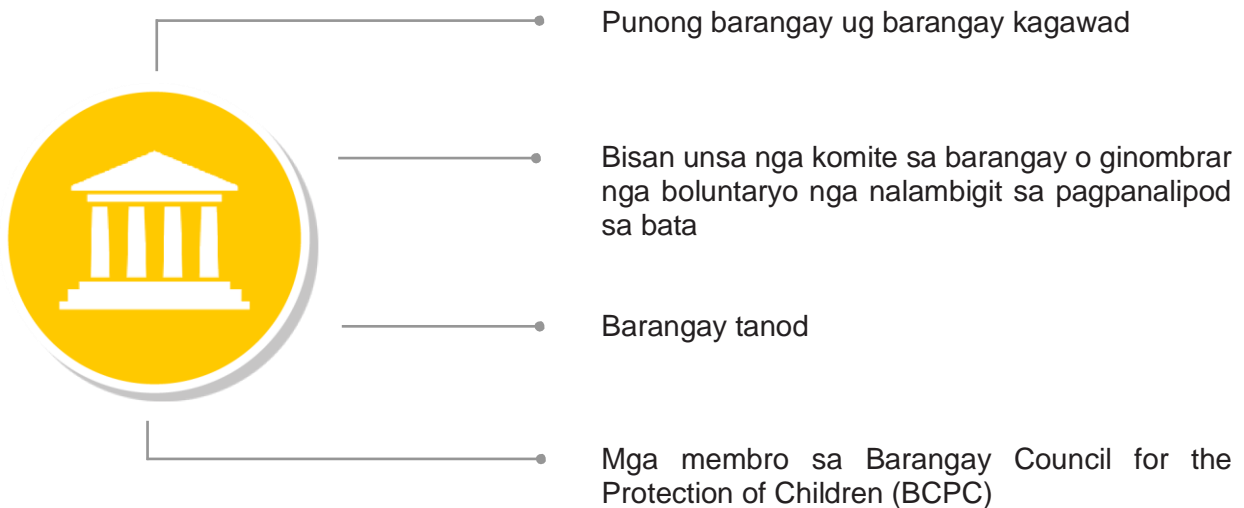 Punong barangay ug barangay kagawad
Bisan unsa nga komite sa barangay o ginombrar
nga boluntaryo nga nalambigit sa pagpanalipod
sa bata
Barangay tanod
Mga membro sa Barangay Council for the
Protection of Children (BCPC)